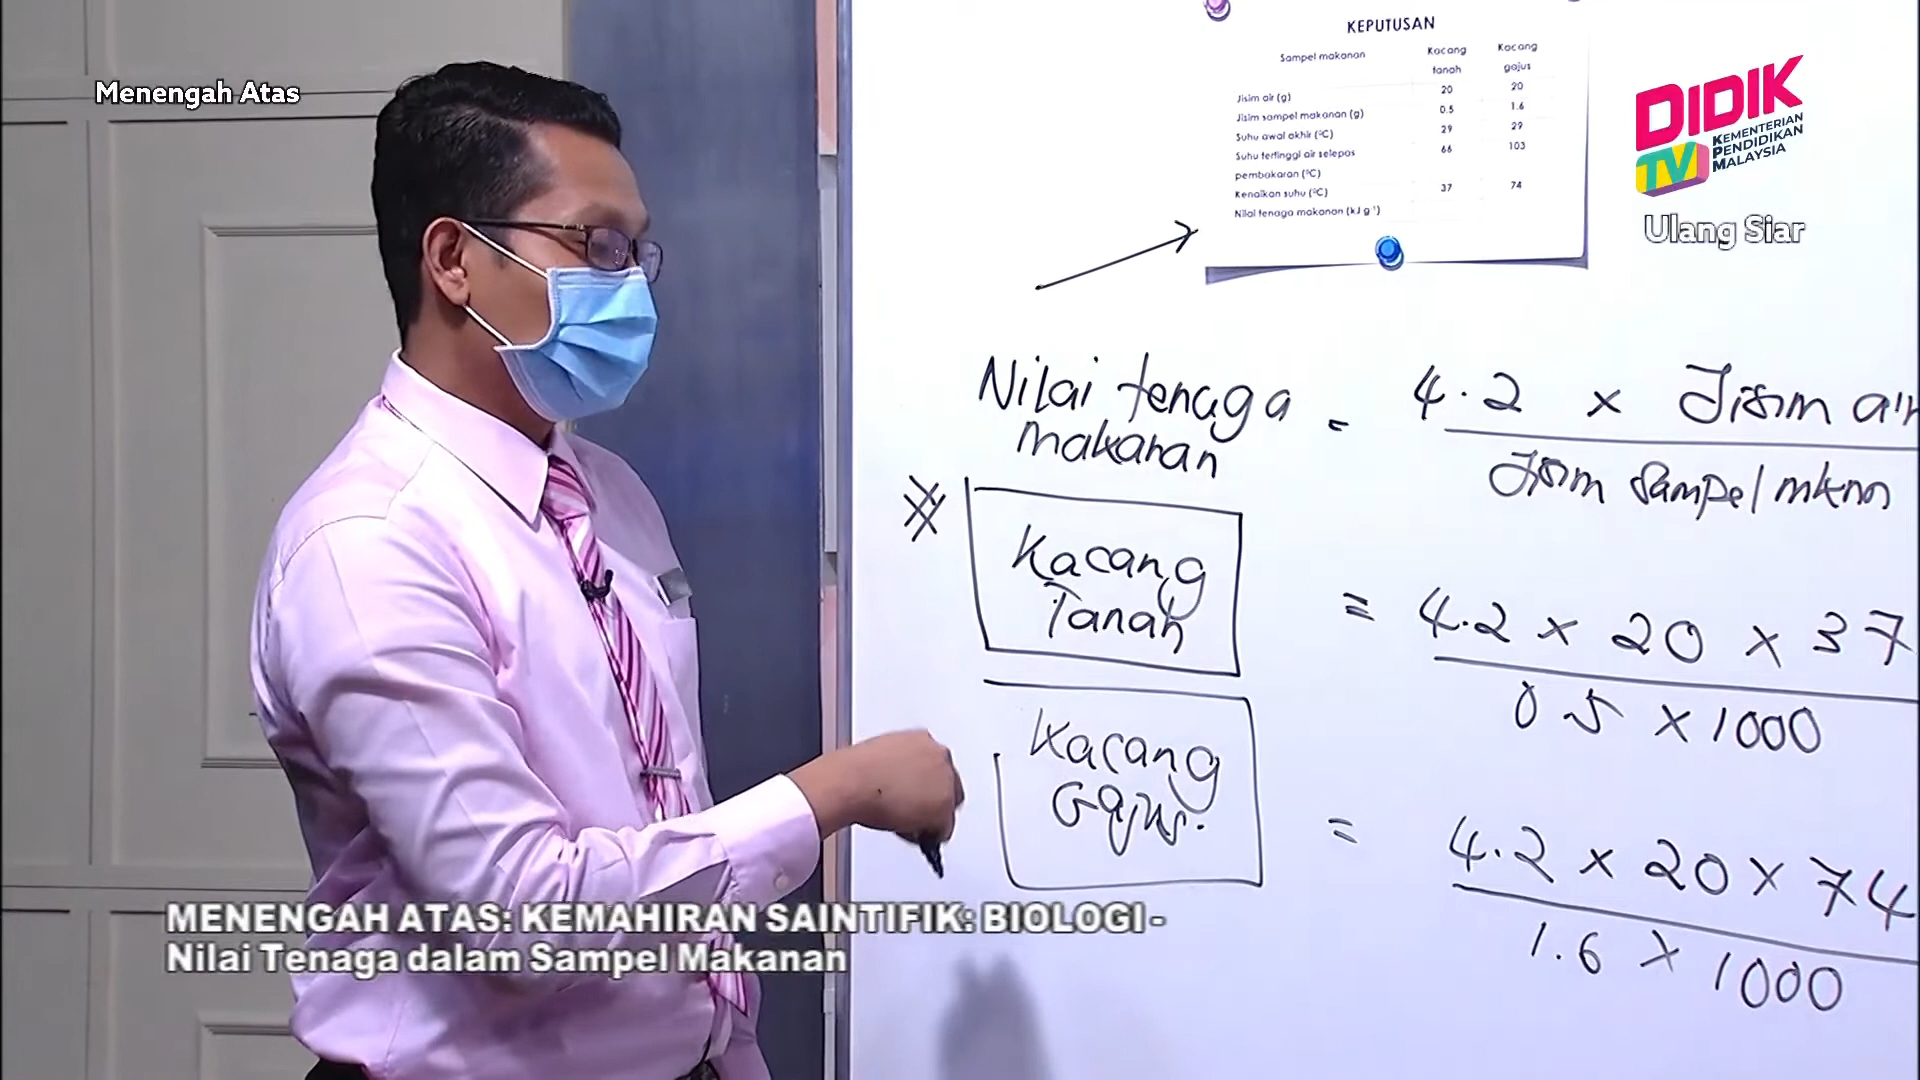 Menengah Atas
KEPUTUSAN
Sampel makanan Kacang tanah Kacang gajus
Jisim air (g) 20 20
Jisim sampel makanan (g) 0.5 1.6
Suhu awal akhir (°C) 29 29
Suhu tertinggi air selepas pembakaran (°C) 66 103
Kenaikan suhu (°C) 37 74
Nilai tenaga makanan (kJ g⁻¹)
DIDIK
TV
KEMENTERIAN
PENDIDIKAN
MALAYSIA
Ulang Siar
Nilai tenaga makanan = 4.2 x Jisim air
Jisim sampel mknn
Kacang
Tanah
= 4.2 x 20 x 37
0.5 x 1000
Kacang
Gajus.
= 4.2 x 20 x 74
1.6 x 1000
MENENGAH ATAS: KEMAHIRAN SAINTIFIK: BIOLOGI -
Nilai Tenaga dalam Sampel Makanan